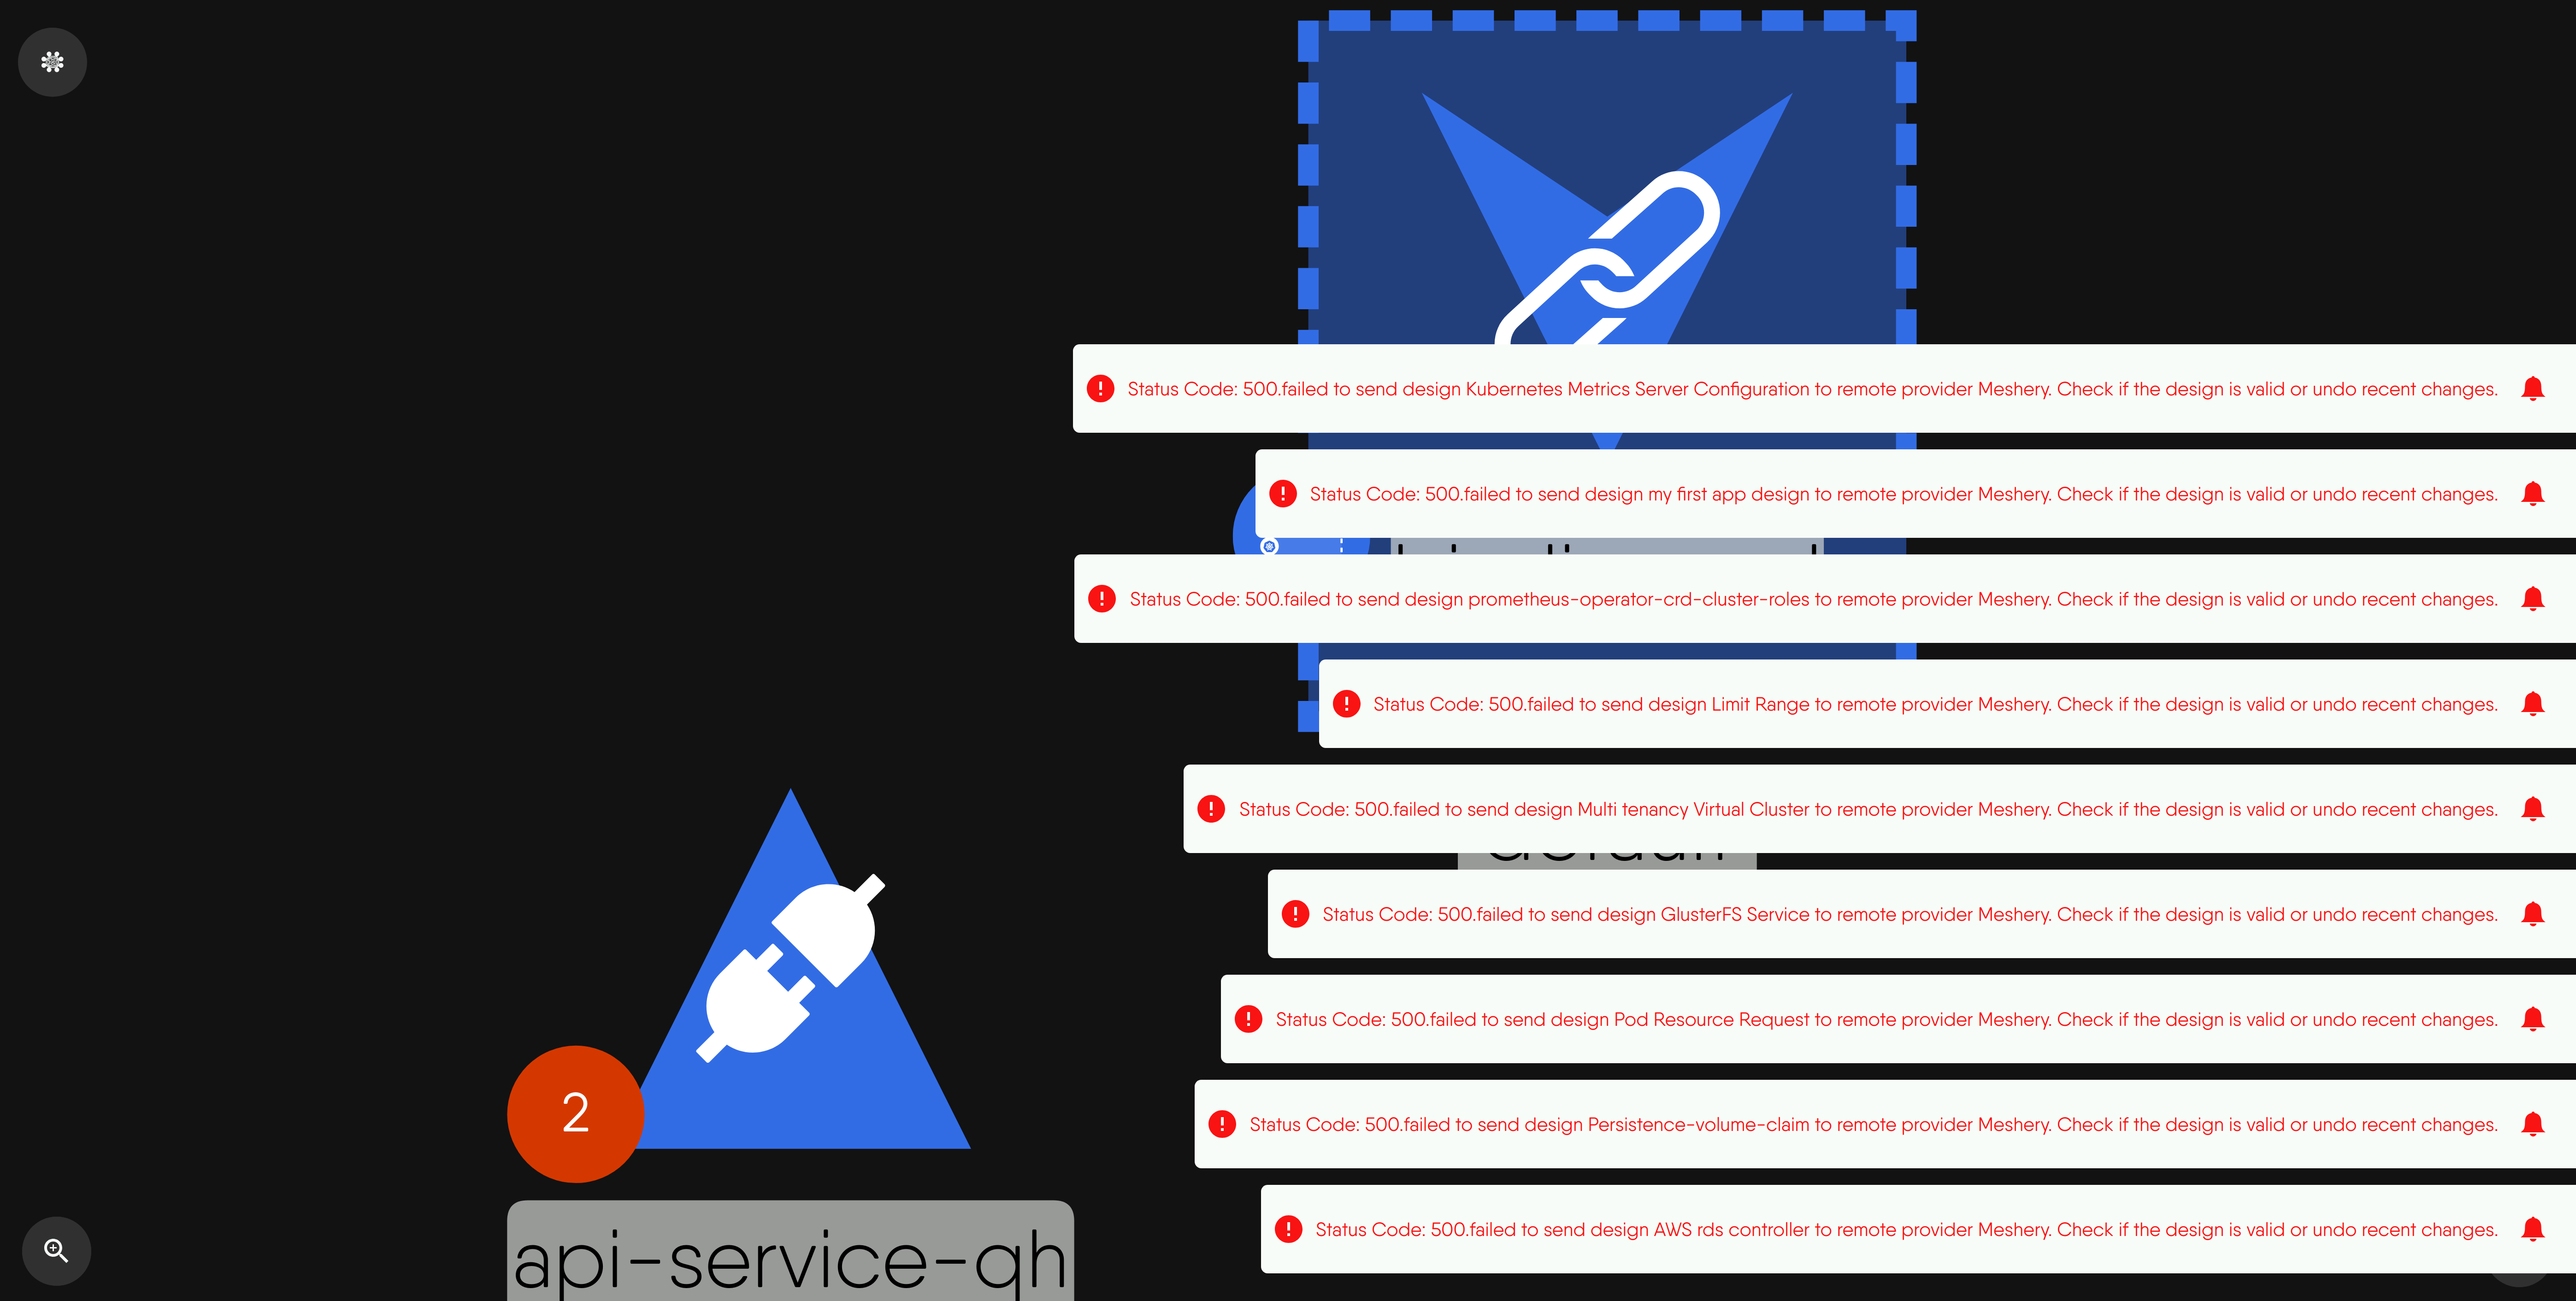 Status Code: 500.failed to send design Kubernetes Metrics Server Configuration to remote provider Meshery. Check if the design is valid or undo recent changes.
Status Code: 500.failed to send design my first app design to remote provider Meshery. Check if the design is valid or undo recent changes.
Status Code: 500.failed to send design prometheus-operator-crd-cluster-roles to remote provider Meshery. Check if the design is valid or undo recent changes.
Status Code: 500.failed to send design Limit Range to remote provider Meshery. Check if the design is valid or undo recent changes.
Status Code: 500.failed to send design Multi tenancy Virtual Cluster to remote provider Meshery. Check if the design is valid or undo recent changes.
Status Code: 500.failed to send design GlusterFS Service to remote provider Meshery. Check if the design is valid or undo recent changes.
Status Code: 500.failed to send design Pod Resource Request to remote provider Meshery. Check if the design is valid or undo recent changes.
Status Code: 500.failed to send design Persistence-volume-claim to remote provider Meshery. Check if the design is valid or undo recent changes.
Status Code: 500.failed to send design AWS rds controller to remote provider Meshery. Check if the design is valid or undo recent changes.
2
api-service-qh